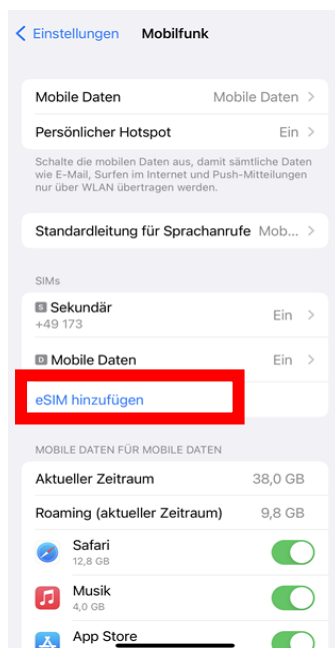 Einstellungen Mobilfunk
Mobile Daten Mobile Daten
Persönlicher Hotspot Ein
Schalte die mobilen Daten aus, damit sämtliche Daten
wie E-Mail, Surfen im Internet und Push-Mitteilungen
nur über WLAN übertragen werden.
Standardleitung für Sprachanrufe Mob...
SIMs
S Sekundär
+49 173
Ein
D Mobile Daten Ein
eSIM hinzufügen
MOBILE DATEN FÜR MOBILE DATEN
Aktueller Zeitraum 38,0 GB
Roaming (aktueller Zeitraum) 9,8 GB
Safari
12,8 GB
Musik
4,0 GB
App Store